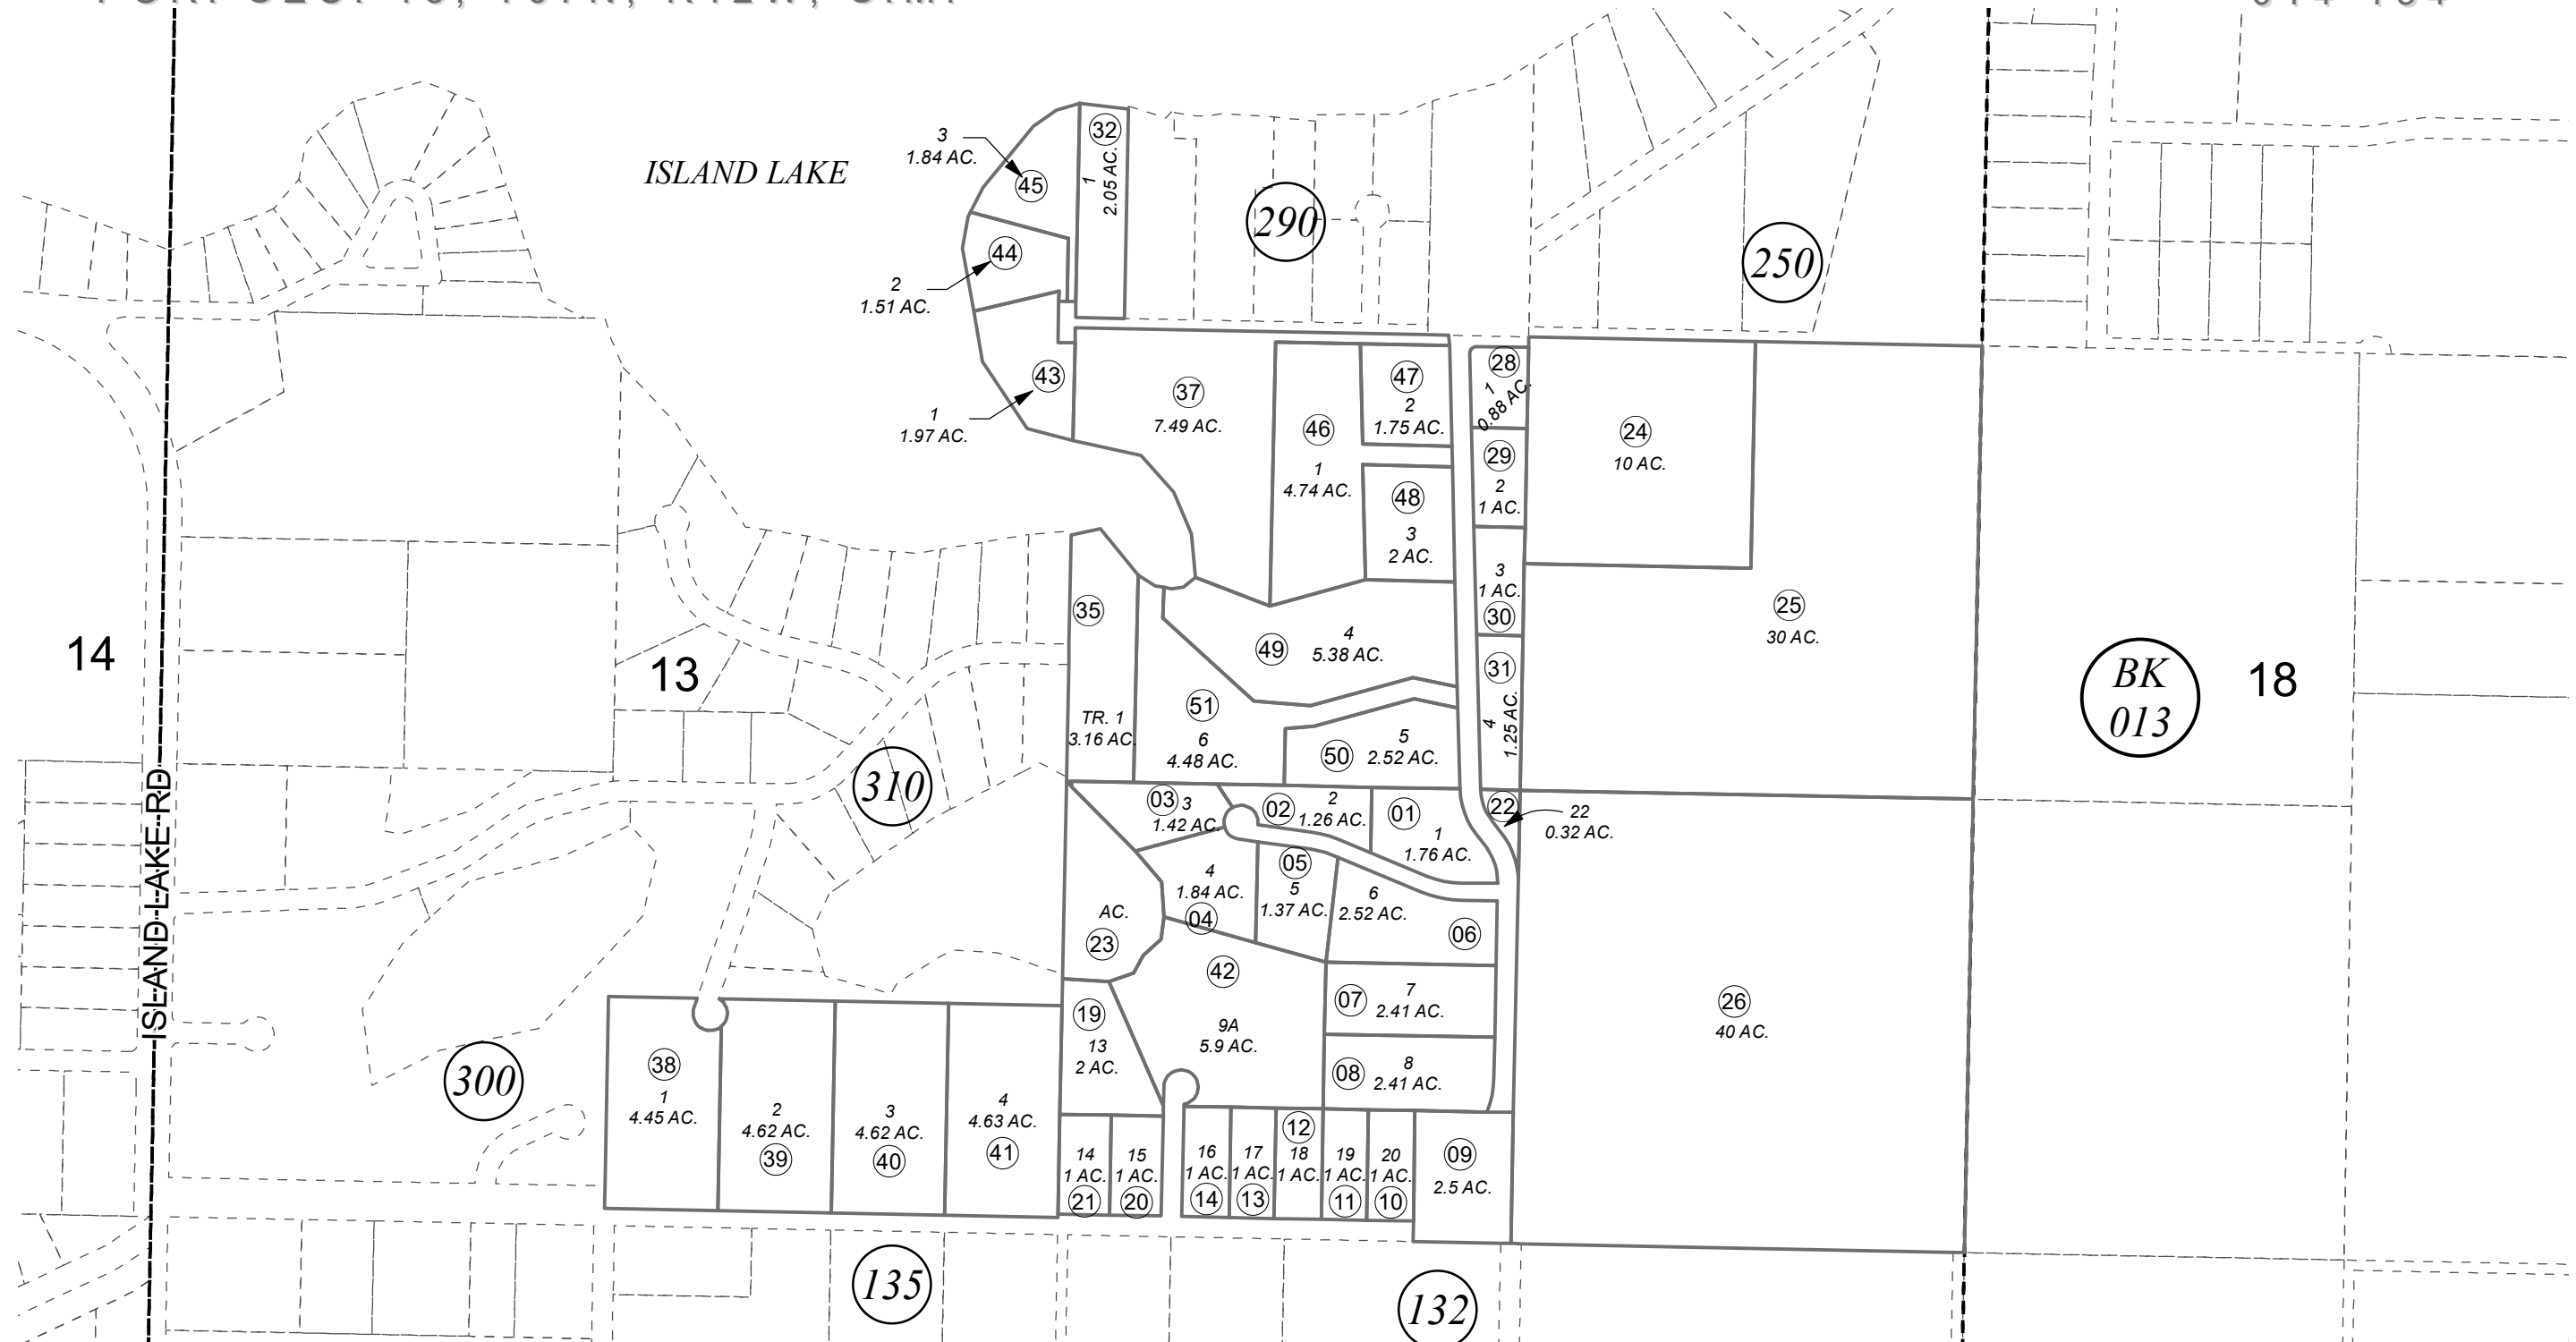 ISLAND LAKE
3
1.84 AC.
45
32
1
2.05 AC.
290
250
44
2
1.51 AC.
43
1
1.97 AC.
37
7.49 AC.
46
1
4.74 AC.
47
2
1.75 AC.
48
3
2 AC.
28
1
0.88 AC.
29
2
1 AC.
3
1 AC.
30
31
4
1.25 AC.
24
10 AC.
25
30 AC.
14
13
BK
013
18
35
TR. 1
3.16 AC.
49
4
5.38 AC.
51
6
4.48 AC.
50
5
2.52 AC.
310
ISLAND LAKE RD
03
3
1.42 AC.
02
2
1.26 AC.
01
1
1.76 AC.
22
22
0.32 AC.
4
1.84 AC.
04
05
5
1.37 AC.
6
2.52 AC.
06
AC.
23
42
9A
5.9 AC.
07
7
2.41 AC.
08
8
2.41 AC.
26
40 AC.
19
13
2 AC.
300
38
1
4.45 AC.
2
4.62 AC.
39
3
4.62 AC.
40
4
4.63 AC.
41
14
1 AC.
21
15
1 AC.
20
16
1 AC.
14
17
1 AC.
13
12
18
1 AC.
19
1 AC.
11
20
1 AC.
10
09
2.5 AC.
135
132